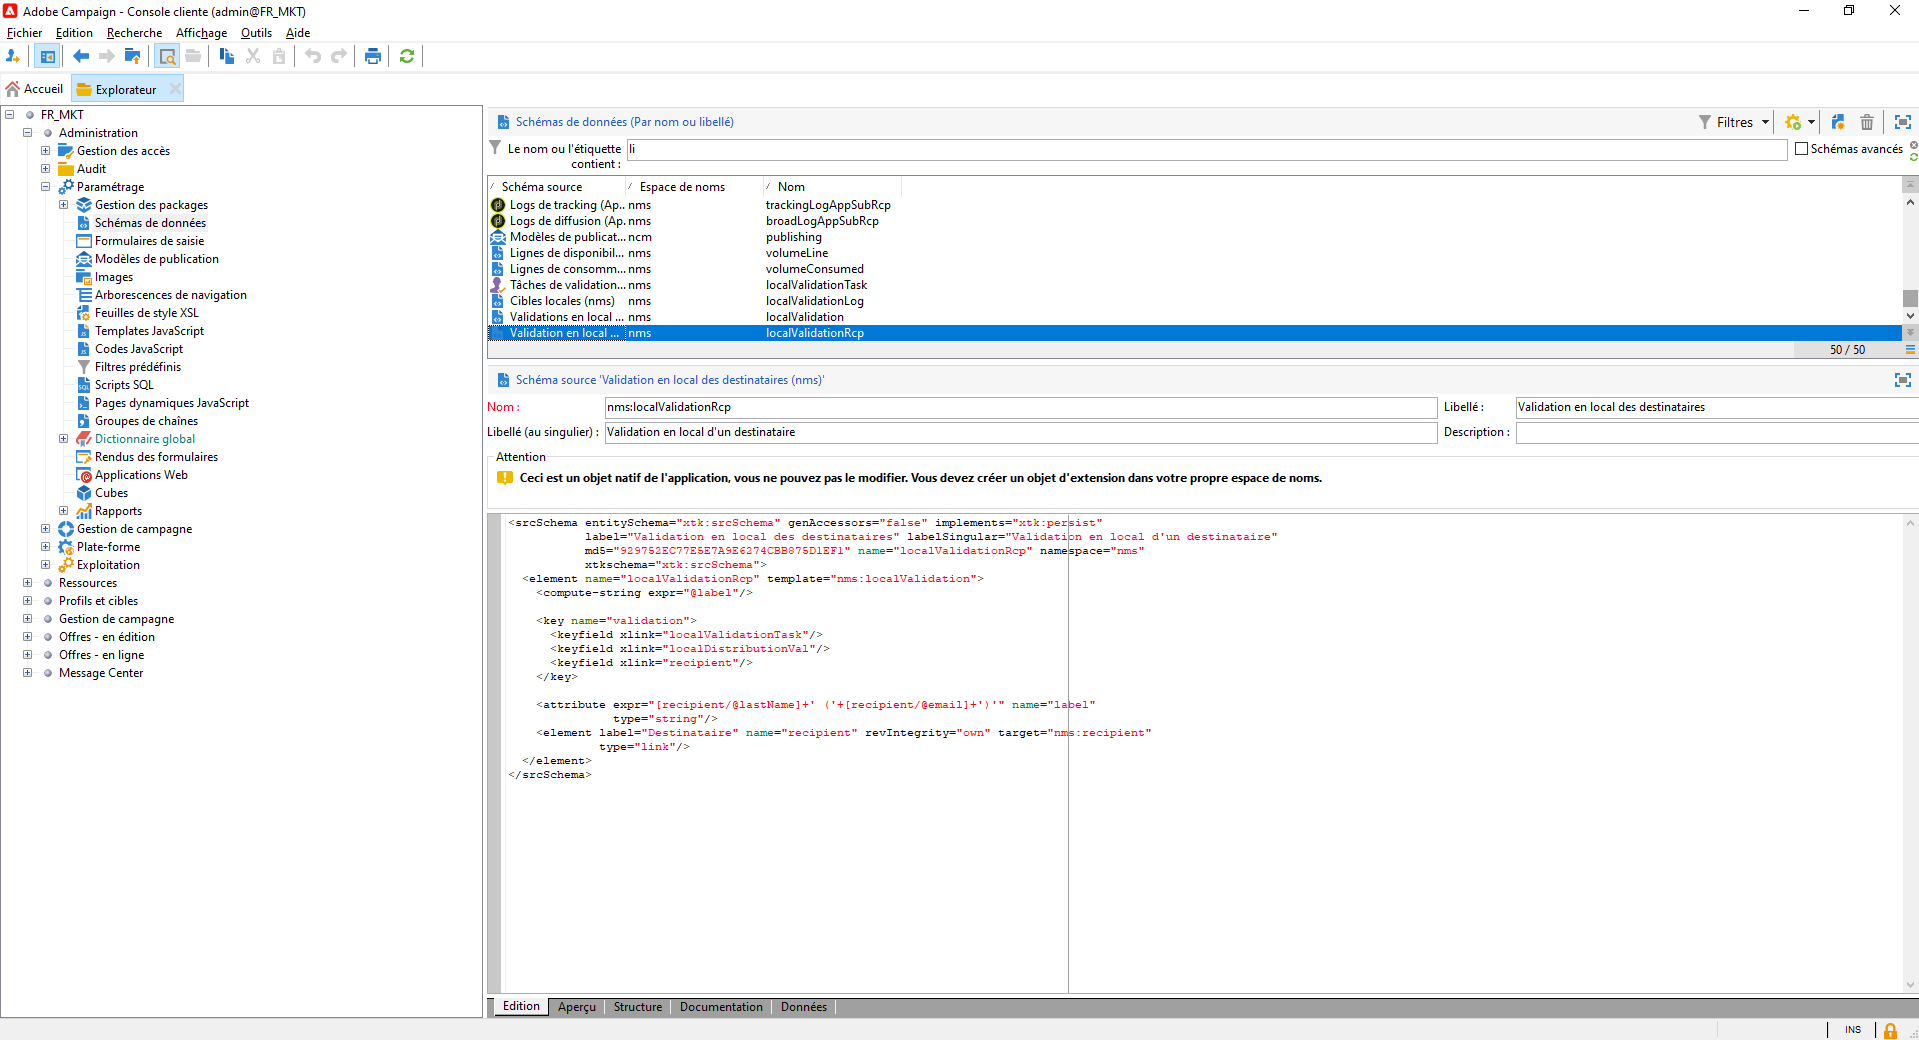 Adobe Campaign - Console cliente (admin@FR_MKT)
Fichier Edition Recherche Affichage Outils Aide
Accueil Explorateur
FR_MKT
Administration
Gestion des accès
Audit
Paramétrage
Gestion des packages
Schémas de données
Formulaires de saisie
Modèles de publication
Images
Arborescences de navigation
Feuilles de style XSL
Templates JavaScript
Codes JavaScript
Filtres prédéfinis
Scripts SQL
Pages dynamiques JavaScript
Groupes de chaînes
Dictionnaire global
Rendus des formulaires
Applications Web
Cubes
Rapports
Gestion de campagne
Plate-forme
Exploitation
Ressources
Profils et cibles
Gestion de campagne
Offres - en édition
Offres - en ligne
Message Center
Schémas de données (Par nom ou libellé) Filtres
Le nom ou l'étiquette contient : li Schémas avancés
Schéma source Espace de noms Nom
Logs de tracking (Ap... nms trackingLogAppSubRcp
Logs de diffusion (Ap... nms broadLogAppSubRcp
Modèles de publicat... ncm publishing
Lignes de disponibil... nms volumeLine
Lignes de consomm... nms volumeConsumed
Tâches de validation... nms localValidationTask
Cibles locales (nms) nms localValidationLog
Validations en local ... nms localValidation
Validation en local ... nms localValidationRcp
50 / 50
Schéma source 'Validation en local des destinataires (nms)'
Nom : nms:localValidationRcp Libellé : Validation en local des destinataires
Libellé (au singulier) : Validation en local d'un destinataire Description :
Attention
Ceci est un objet natif de l'application, vous ne pouvez pas le modifier. Vous devez créer un objet d'extension dans votre propre espace de noms.
<srcSchema entitySchema="xtk:srcSchema" genAccessors="false" implements="xtk:persist"
label="Validation en local des destinataires" labelSingular="Validation en local d'un destinataire"
md5="929752EC77E5E7A9E6274CBB875D1EF1" name="localValidationRcp" namespace="nms"
xtkschema="xtk:srcSchema">
<element name="localValidationRcp" template="nms:localValidation">
<compute-string expr="@label"/>
<key name="validation">
<keyfield xlink="localValidationTask"/>
<keyfield xlink="localDistributionVal"/>
<keyfield xlink="recipient"/>
</key>
<attribute expr="[recipient/@lastName]+' ('+[recipient/@email]+')'" name="label"
type="string"/>
<element label="Destinataire" name="recipient" revIntegrity="own" target="nms:recipient"
type="link"/>
</element>
</srcSchema>
Edition Aperçu Structure Documentation Données
INS